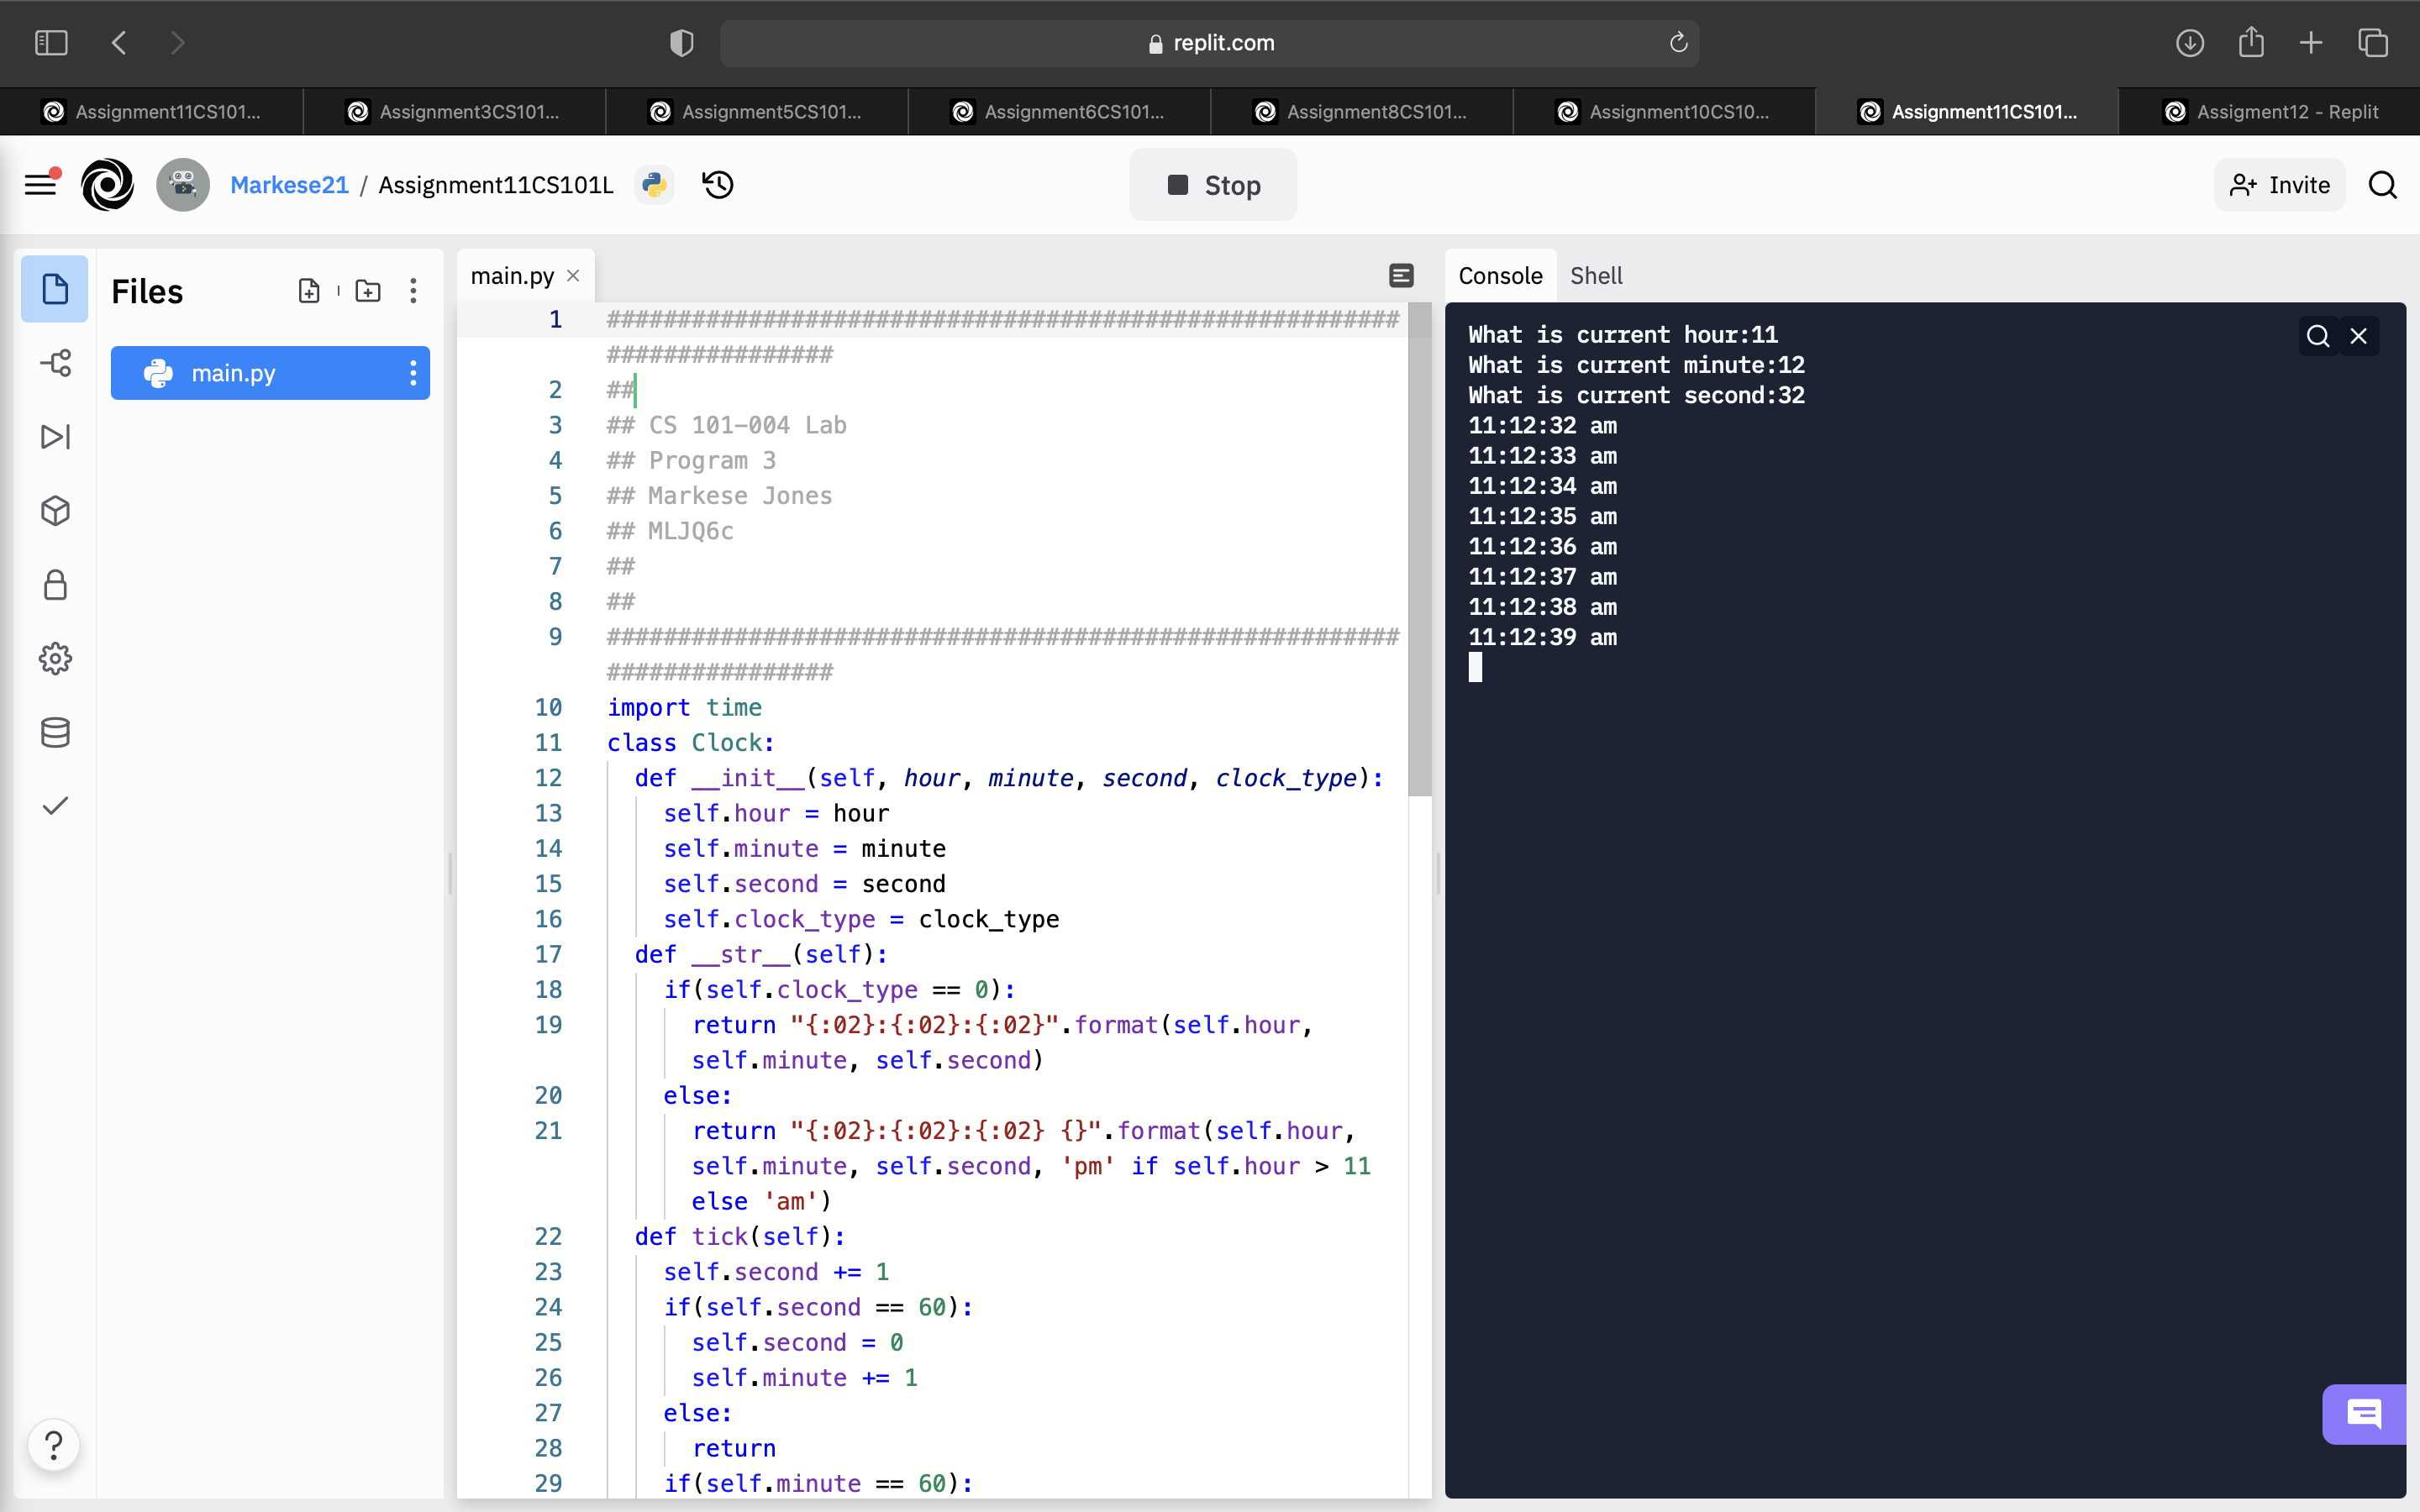 replit.com
Assignment11CS101...
Assignment3CS101...
Assignment5CS101...
Assignment6CS101...
Assignment8CS101...
Assignment10CS10...
Assignment11CS101...
Assigment12 - Replit
Markese21 / Assignment11CS101L
Stop
Invite
Files
main.py
main.py
1 ########################################################
################
2 ##
3 ## CS 101-004 Lab
4 ## Program 3
5 ## Markese Jones
6 ## MLJQ6c
7 ##
8 ##
9 ########################################################
################
10 import time
11 class Clock:
12 def __init__(self, hour, minute, second, clock_type):
13 self.hour = hour
14 self.minute = minute
15 self.second = second
16 self.clock_type = clock_type
17 def __str__(self):
18 if(self.clock_type == 0):
19 return "{:02}:{:02}:{:02}".format(self.hour,
self.minute, self.second)
20 else:
21 return "{:02}:{:02}:{:02} {}".format(self.hour,
self.minute, self.second, 'pm' if self.hour > 11
else 'am')
22 def tick(self):
23 self.second += 1
24 if(self.second == 60):
25 self.second = 0
26 self.minute += 1
27 else:
28 return
29 if(self.minute == 60):
Console
Shell
What is current hour:11
What is current minute:12
What is current second:32
11:12:32 am
11:12:33 am
11:12:34 am
11:12:35 am
11:12:36 am
11:12:37 am
11:12:38 am
11:12:39 am
?